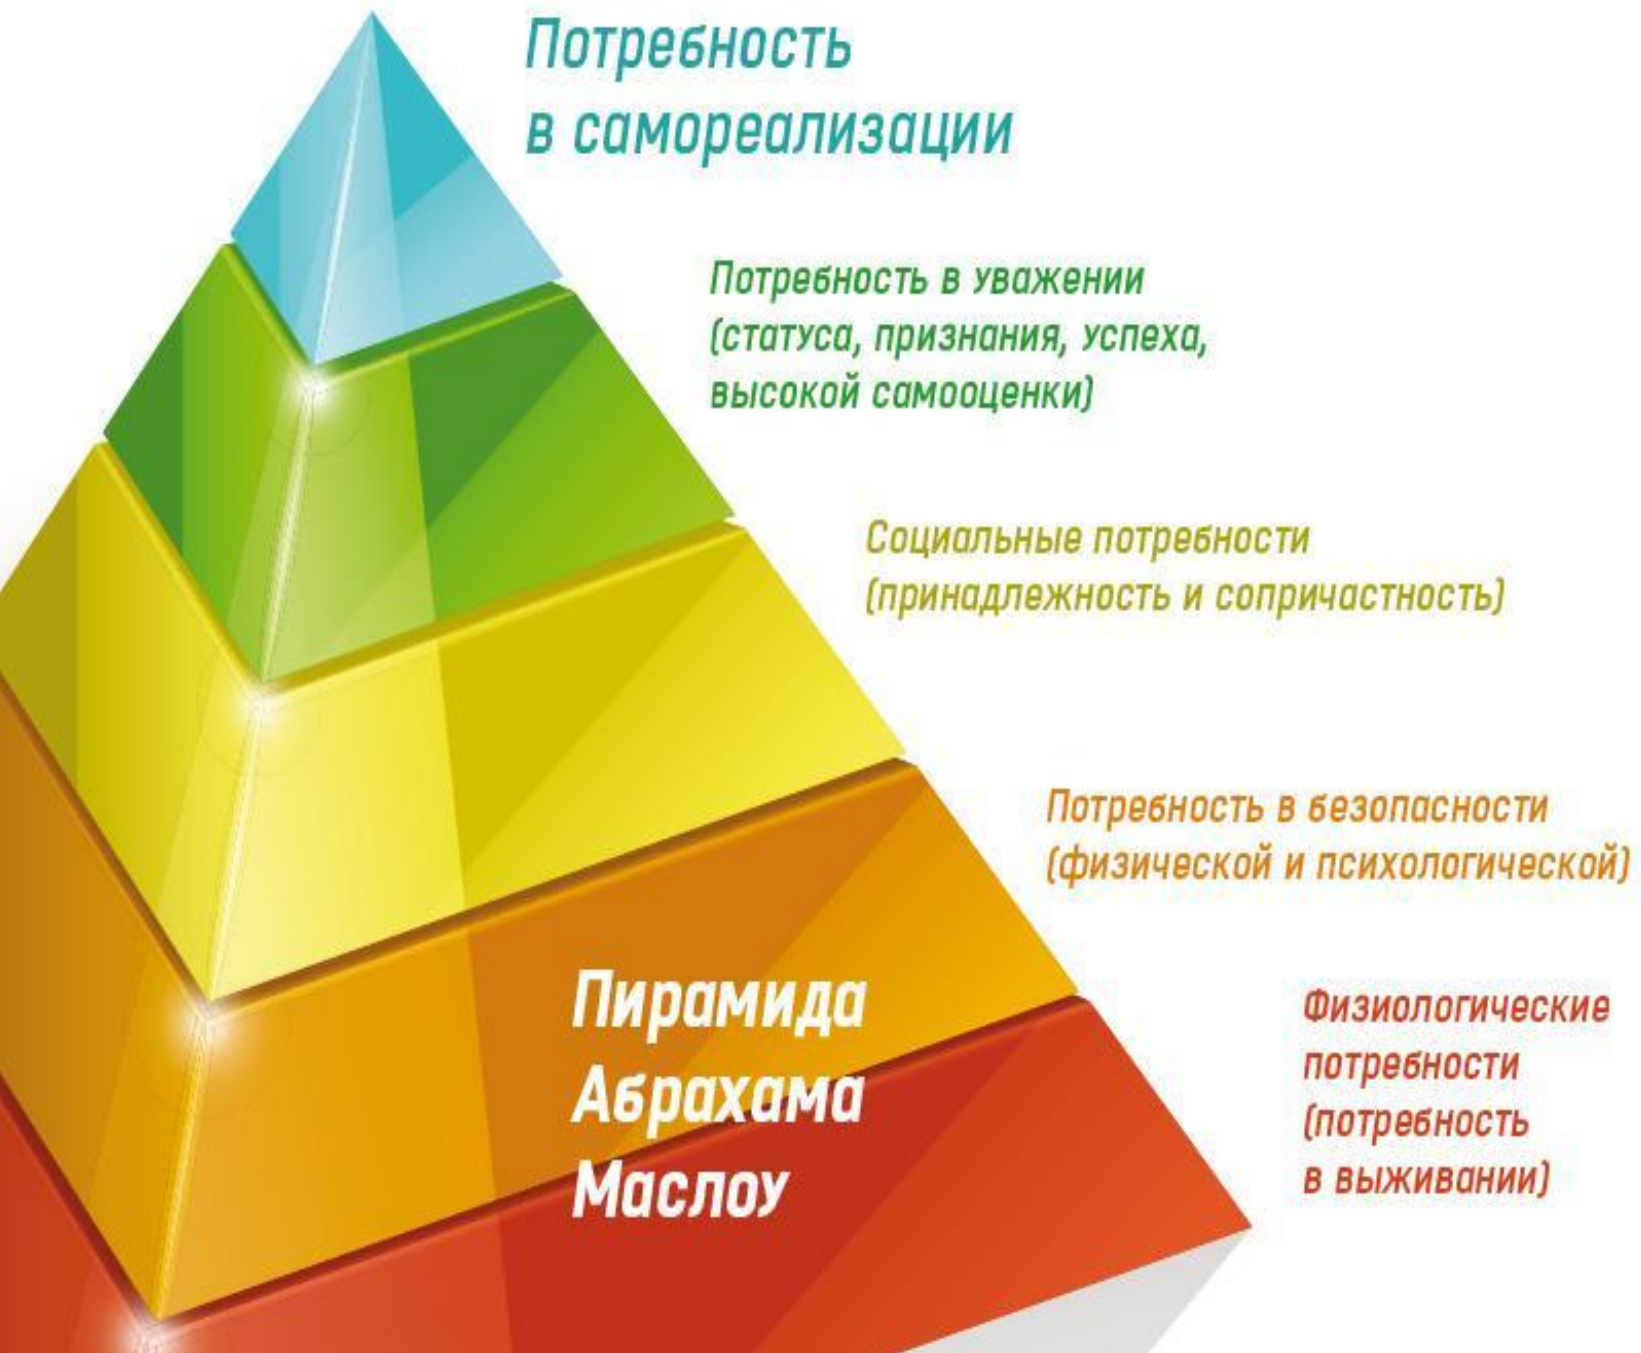 Потребность
в самореализации
Потребность в уважении
(статуса, признания, успеха,
высокой самооценки)
Социальные потребности
(принадлежность и сопричастность)
Потребность в безопасности
(физической и психологической)
Физиологические
потребности
(потребность
в выживании)
Пирамида
Абрахама
Маслоу